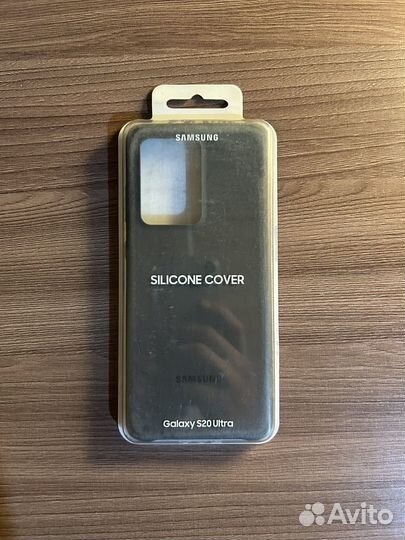 SAMSUNG
SILICONE COVER
SAMSUNG
Galaxy S20 Ultra
Avito